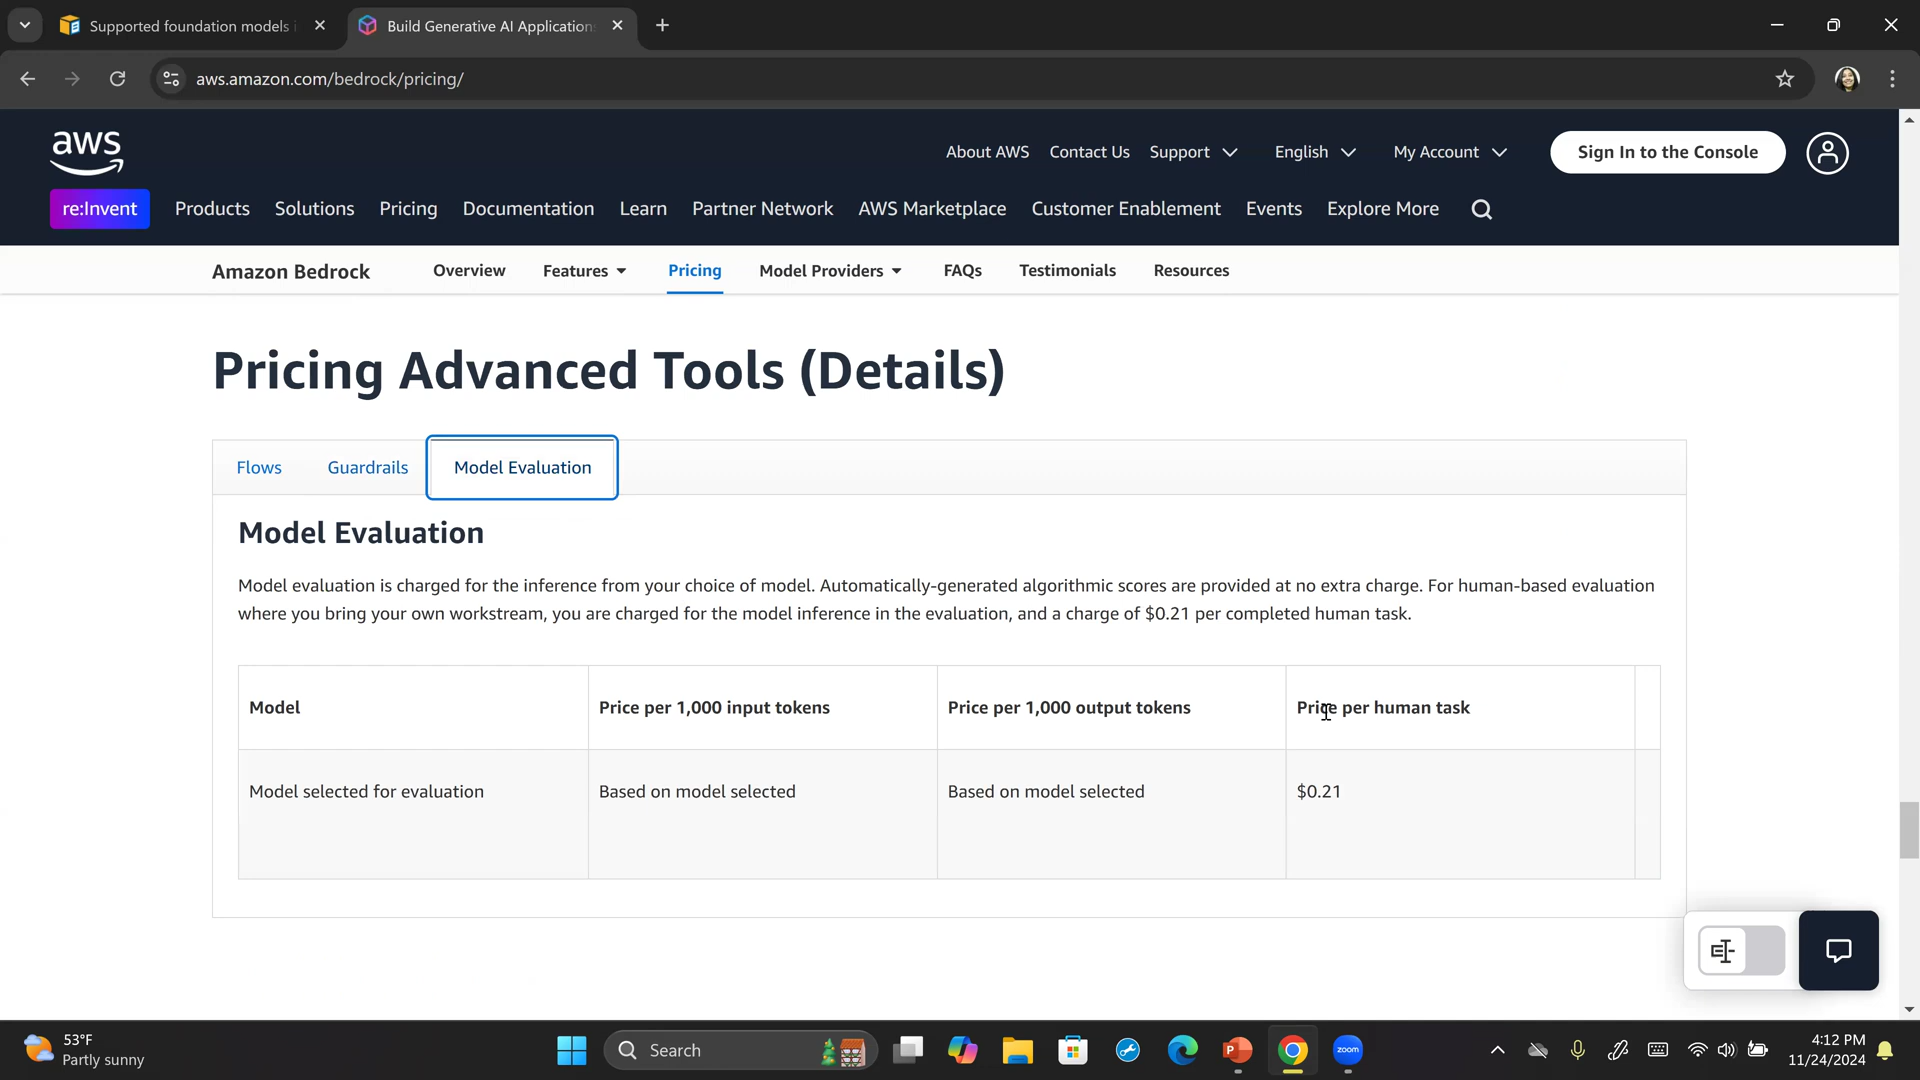 Supported foundation models i
Build Generative AI Applications
aws.amazon.com/bedrock/pricing/
aws
About AWS
Contact Us
Support
English
My Account
Sign In to the Console
re:Invent
Products
Solutions
Pricing
Documentation
Learn
Partner Network
AWS Marketplace
Customer Enablement
Events
Explore More
Amazon Bedrock
Overview
Features
Pricing
Model Providers
FAQs
Testimonials
Resources
Pricing Advanced Tools (Details)
Flows
Guardrails
Model Evaluation
Model Evaluation
Model evaluation is charged for the inference from your choice of model. Automatically-generated algorithmic scores are provided at no extra charge. For human-based evaluation
where you bring your own workstream, you are charged for the model inference in the evaluation, and a charge of $0.21 per completed human task.
Model
Price per 1,000 input tokens
Price per 1,000 output tokens
Price per human task
Model selected for evaluation
Based on model selected
Based on model selected
$0.21
53°F
Partly sunny
Search
zoom
4:12 PM
11/24/2024